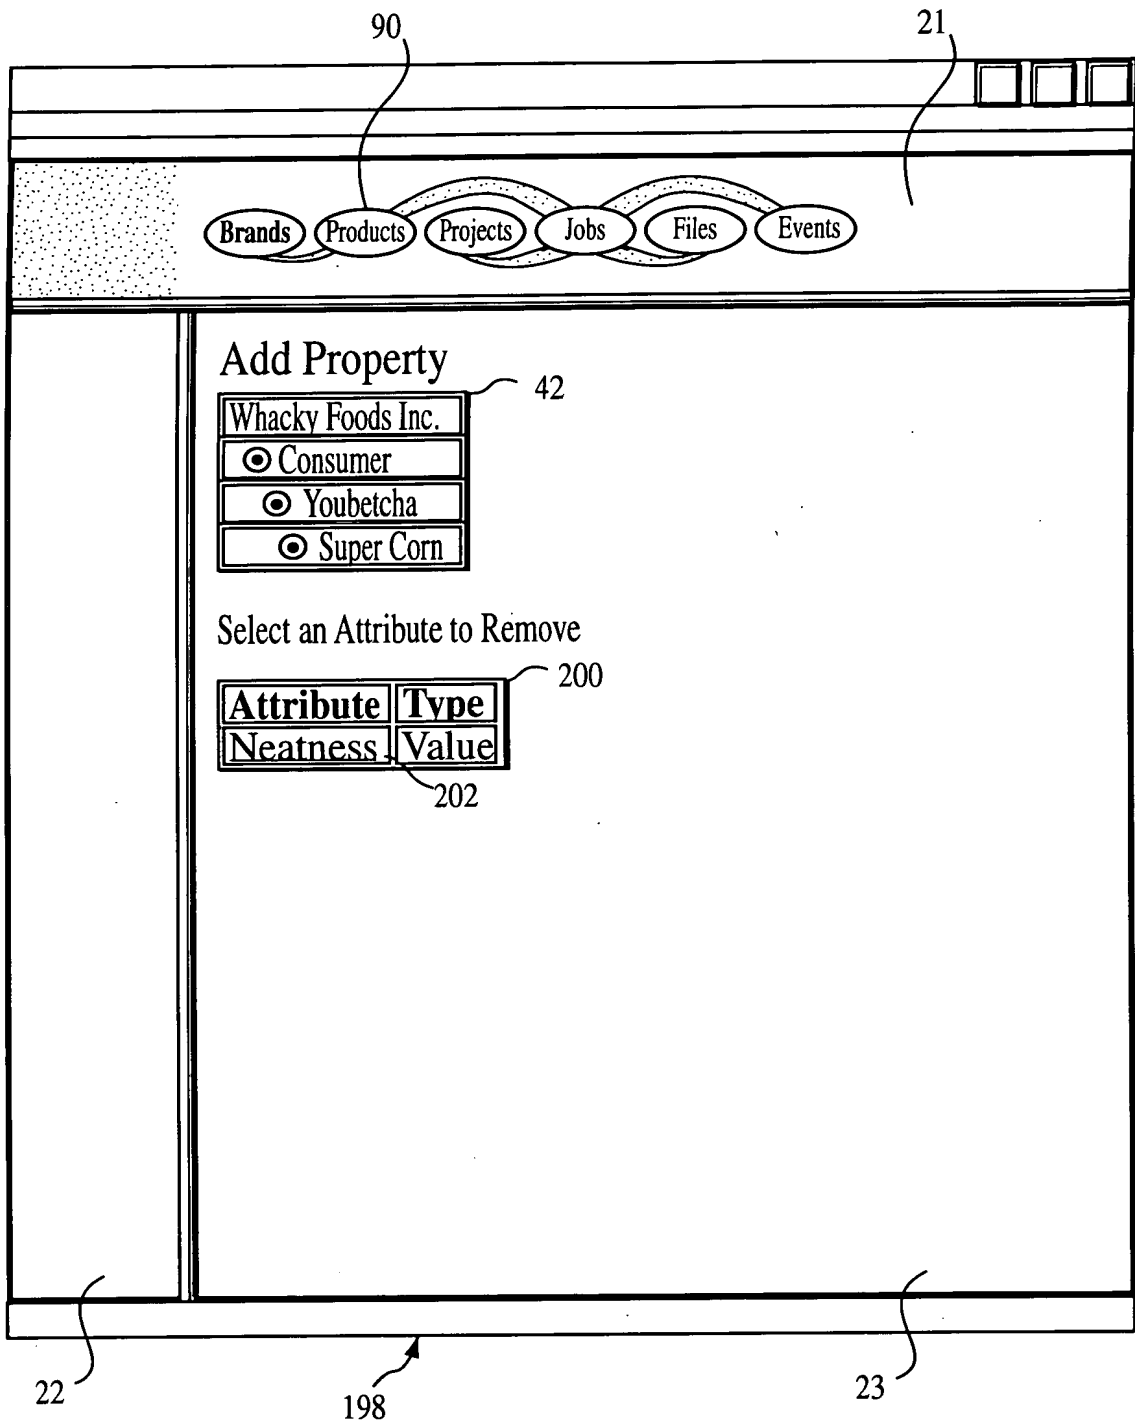 90
21
Brands Products Projects Jobs Files Events
Add Property
42
Whacky Foods Inc.
Consumer
Youbetcha
Super Corn
Select an Attribute to Remove
200
Attribute Type
Neatness Value
202
22
198
23